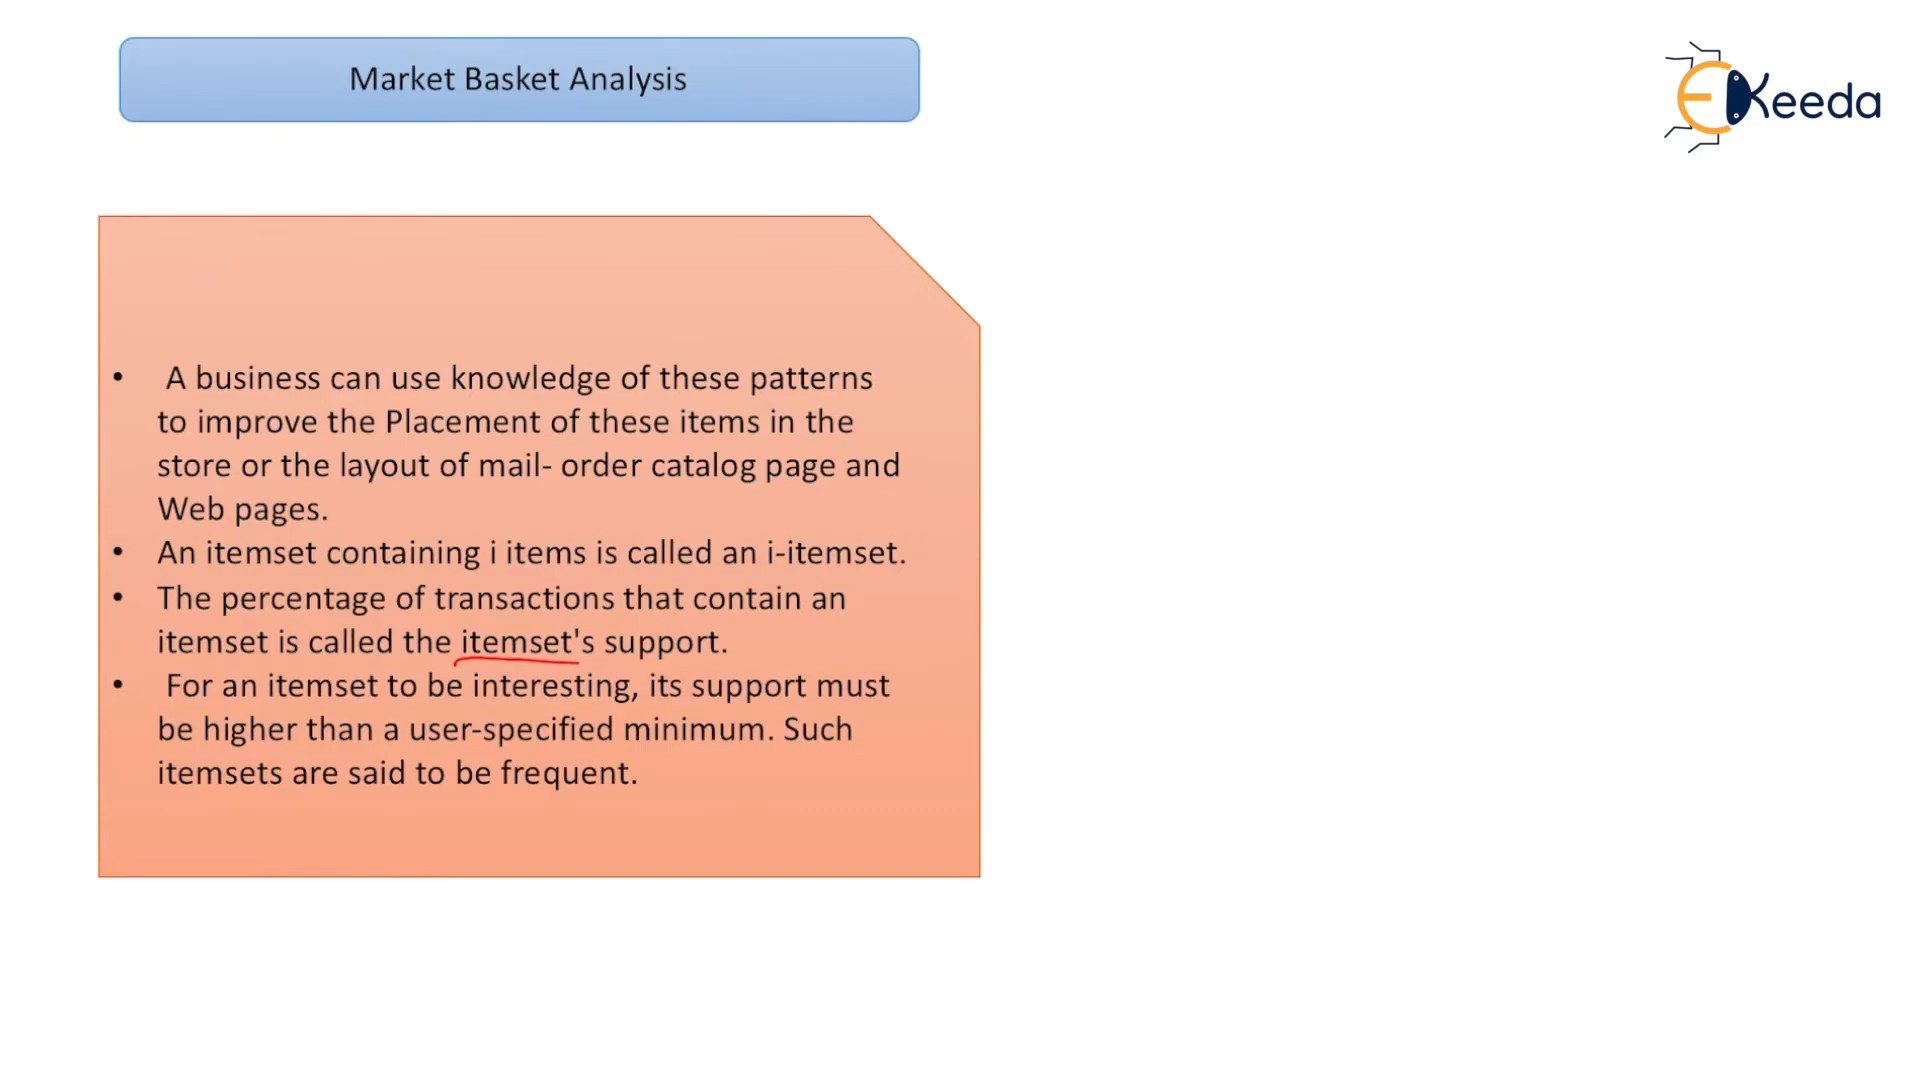 Market Basket Analysis
EKeeda
• A business can use knowledge of these patterns
to improve the Placement of these items in the
store or the layout of mail- order catalog page and
Web pages.
• An itemset containing i items is called an i-itemset.
• The percentage of transactions that contain an
itemset is called the itemset's support.
• For an itemset to be interesting, its support must
be higher than a user-specified minimum. Such
itemsets are said to be frequent.